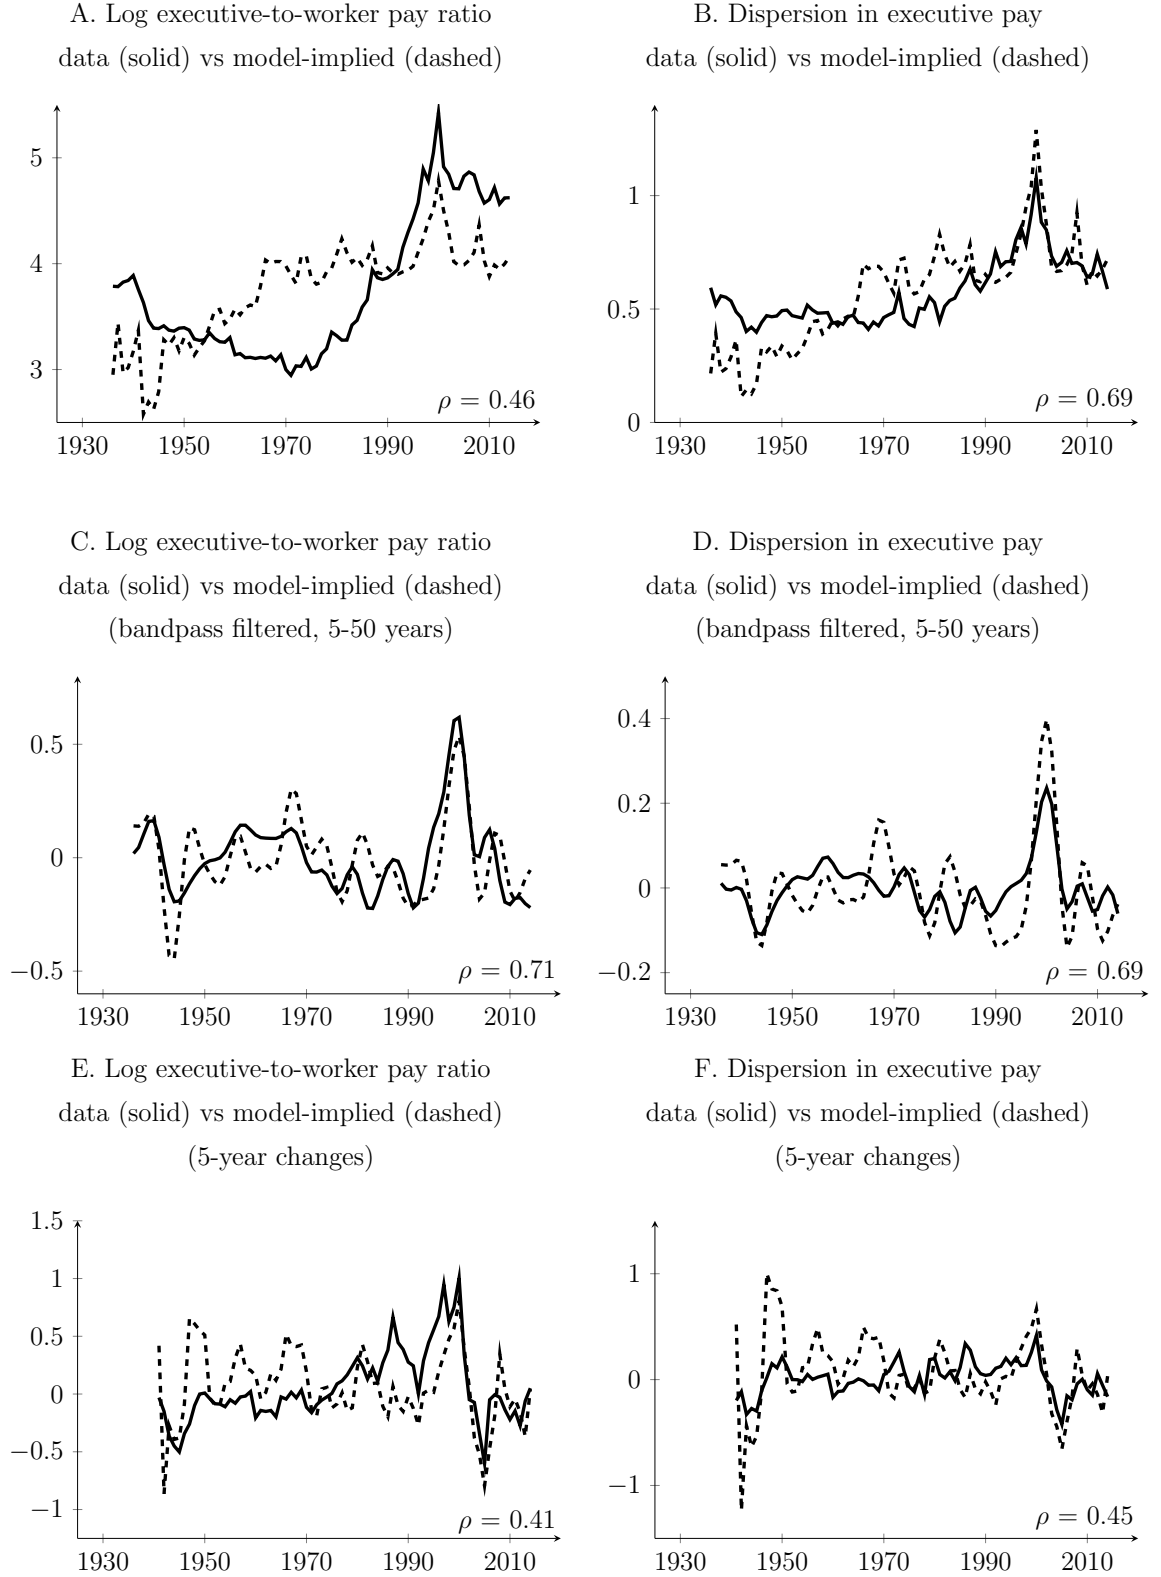 A. Log executive-to-worker pay ratio
data (solid) vs model-implied (dashed)
5
4
3
1930 1950 1970 1990 2010
ρ = 0.46
B. Dispersion in executive pay
data (solid) vs model-implied (dashed)
1
0.5
0
1930 1950 1970 1990 2010
ρ = 0.69
C. Log executive-to-worker pay ratio
data (solid) vs model-implied (dashed)
(bandpass filtered, 5-50 years)
0.5
0
−0.5
1930 1950 1970 1990 2010
ρ = 0.71
D. Dispersion in executive pay
data (solid) vs model-implied (dashed)
(bandpass filtered, 5-50 years)
0.4
0.2
0
−0.2
1930 1950 1970 1990 2010
ρ = 0.69
E. Log executive-to-worker pay ratio
data (solid) vs model-implied (dashed)
(5-year changes)
1.5
1
0.5
0
−0.5
−1
1930 1950 1970 1990 2010
ρ = 0.41
F. Dispersion in executive pay
data (solid) vs model-implied (dashed)
(5-year changes)
1
0
−1
1930 1950 1970 1990 2010
ρ = 0.45